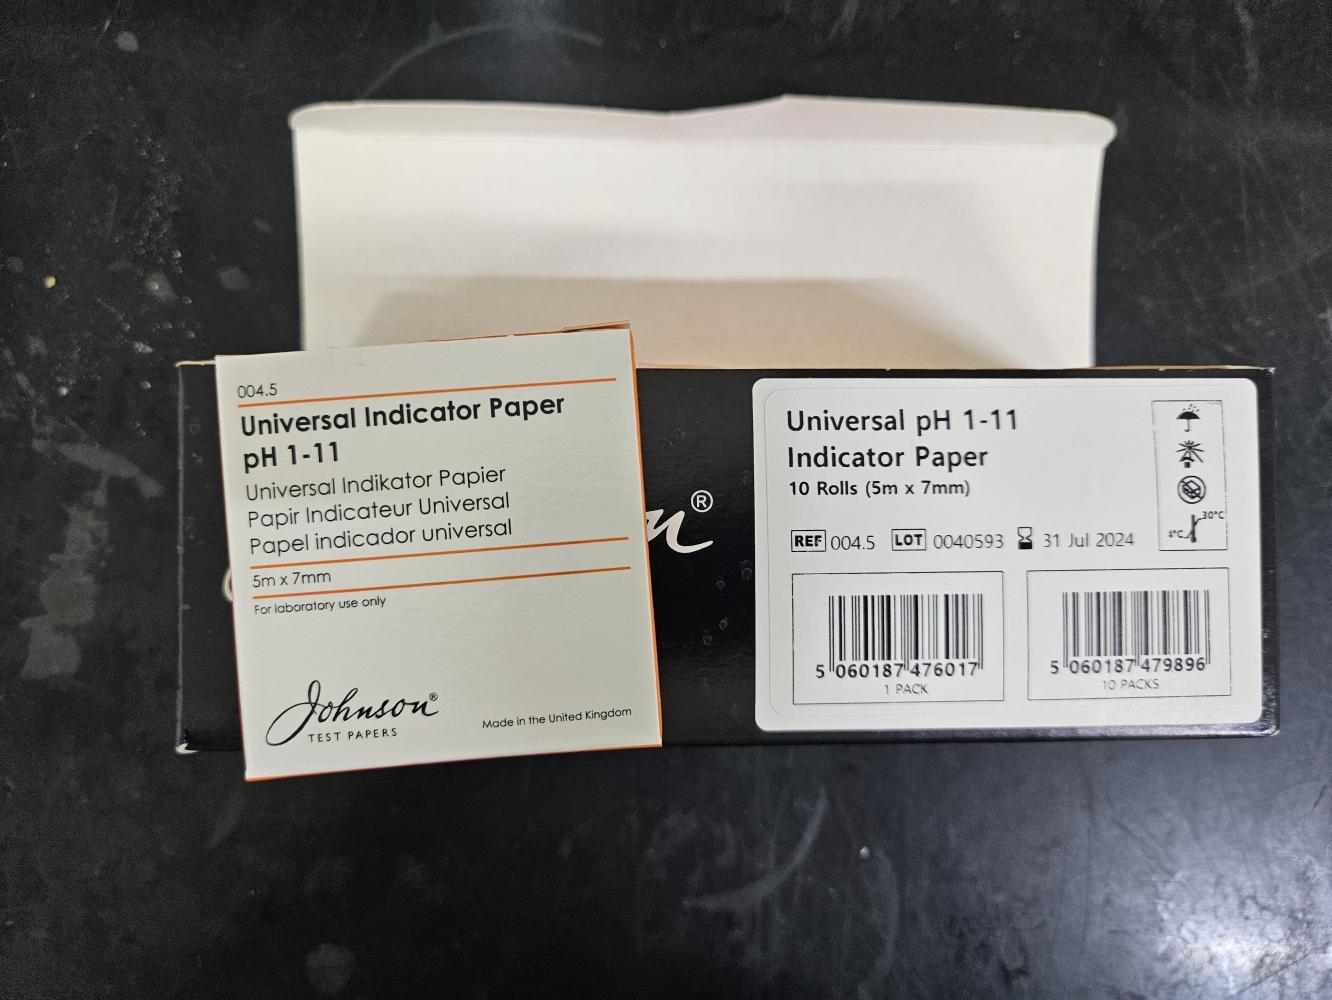 004.5
Universal Indicator Paper
pH 1-11
Universal Indikator Papier
Papir Indicateur Universal
Papel indicador universal
5m x 7mm
For laboratory use only
Johnson®
TEST PAPERS
Made in the United Kingdom
n®
Universal pH 1-11
Indicator Paper
10 Rolls (5m x 7mm)
REF 004.5 LOT 0040593 31 Jul 2024
30°C
4°C
5 060187 476017
1 PACK
5 060187 479896
10 PACKS